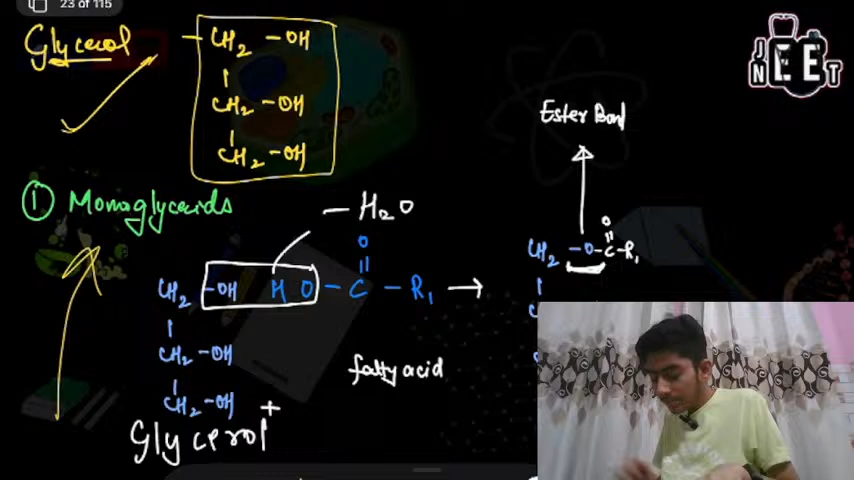 23 of 115
Glycerol
CH2 - OH
CH2 - OH
CH2 - OH
JN
NEET
Ester Bond
① Monoglycerids
- H2O
O
CH2 - OH H O - C - R1 →
CH2 - OH
CH2 - OH
fatty acid
Glycerol +
O
CH2 - O - C - R1